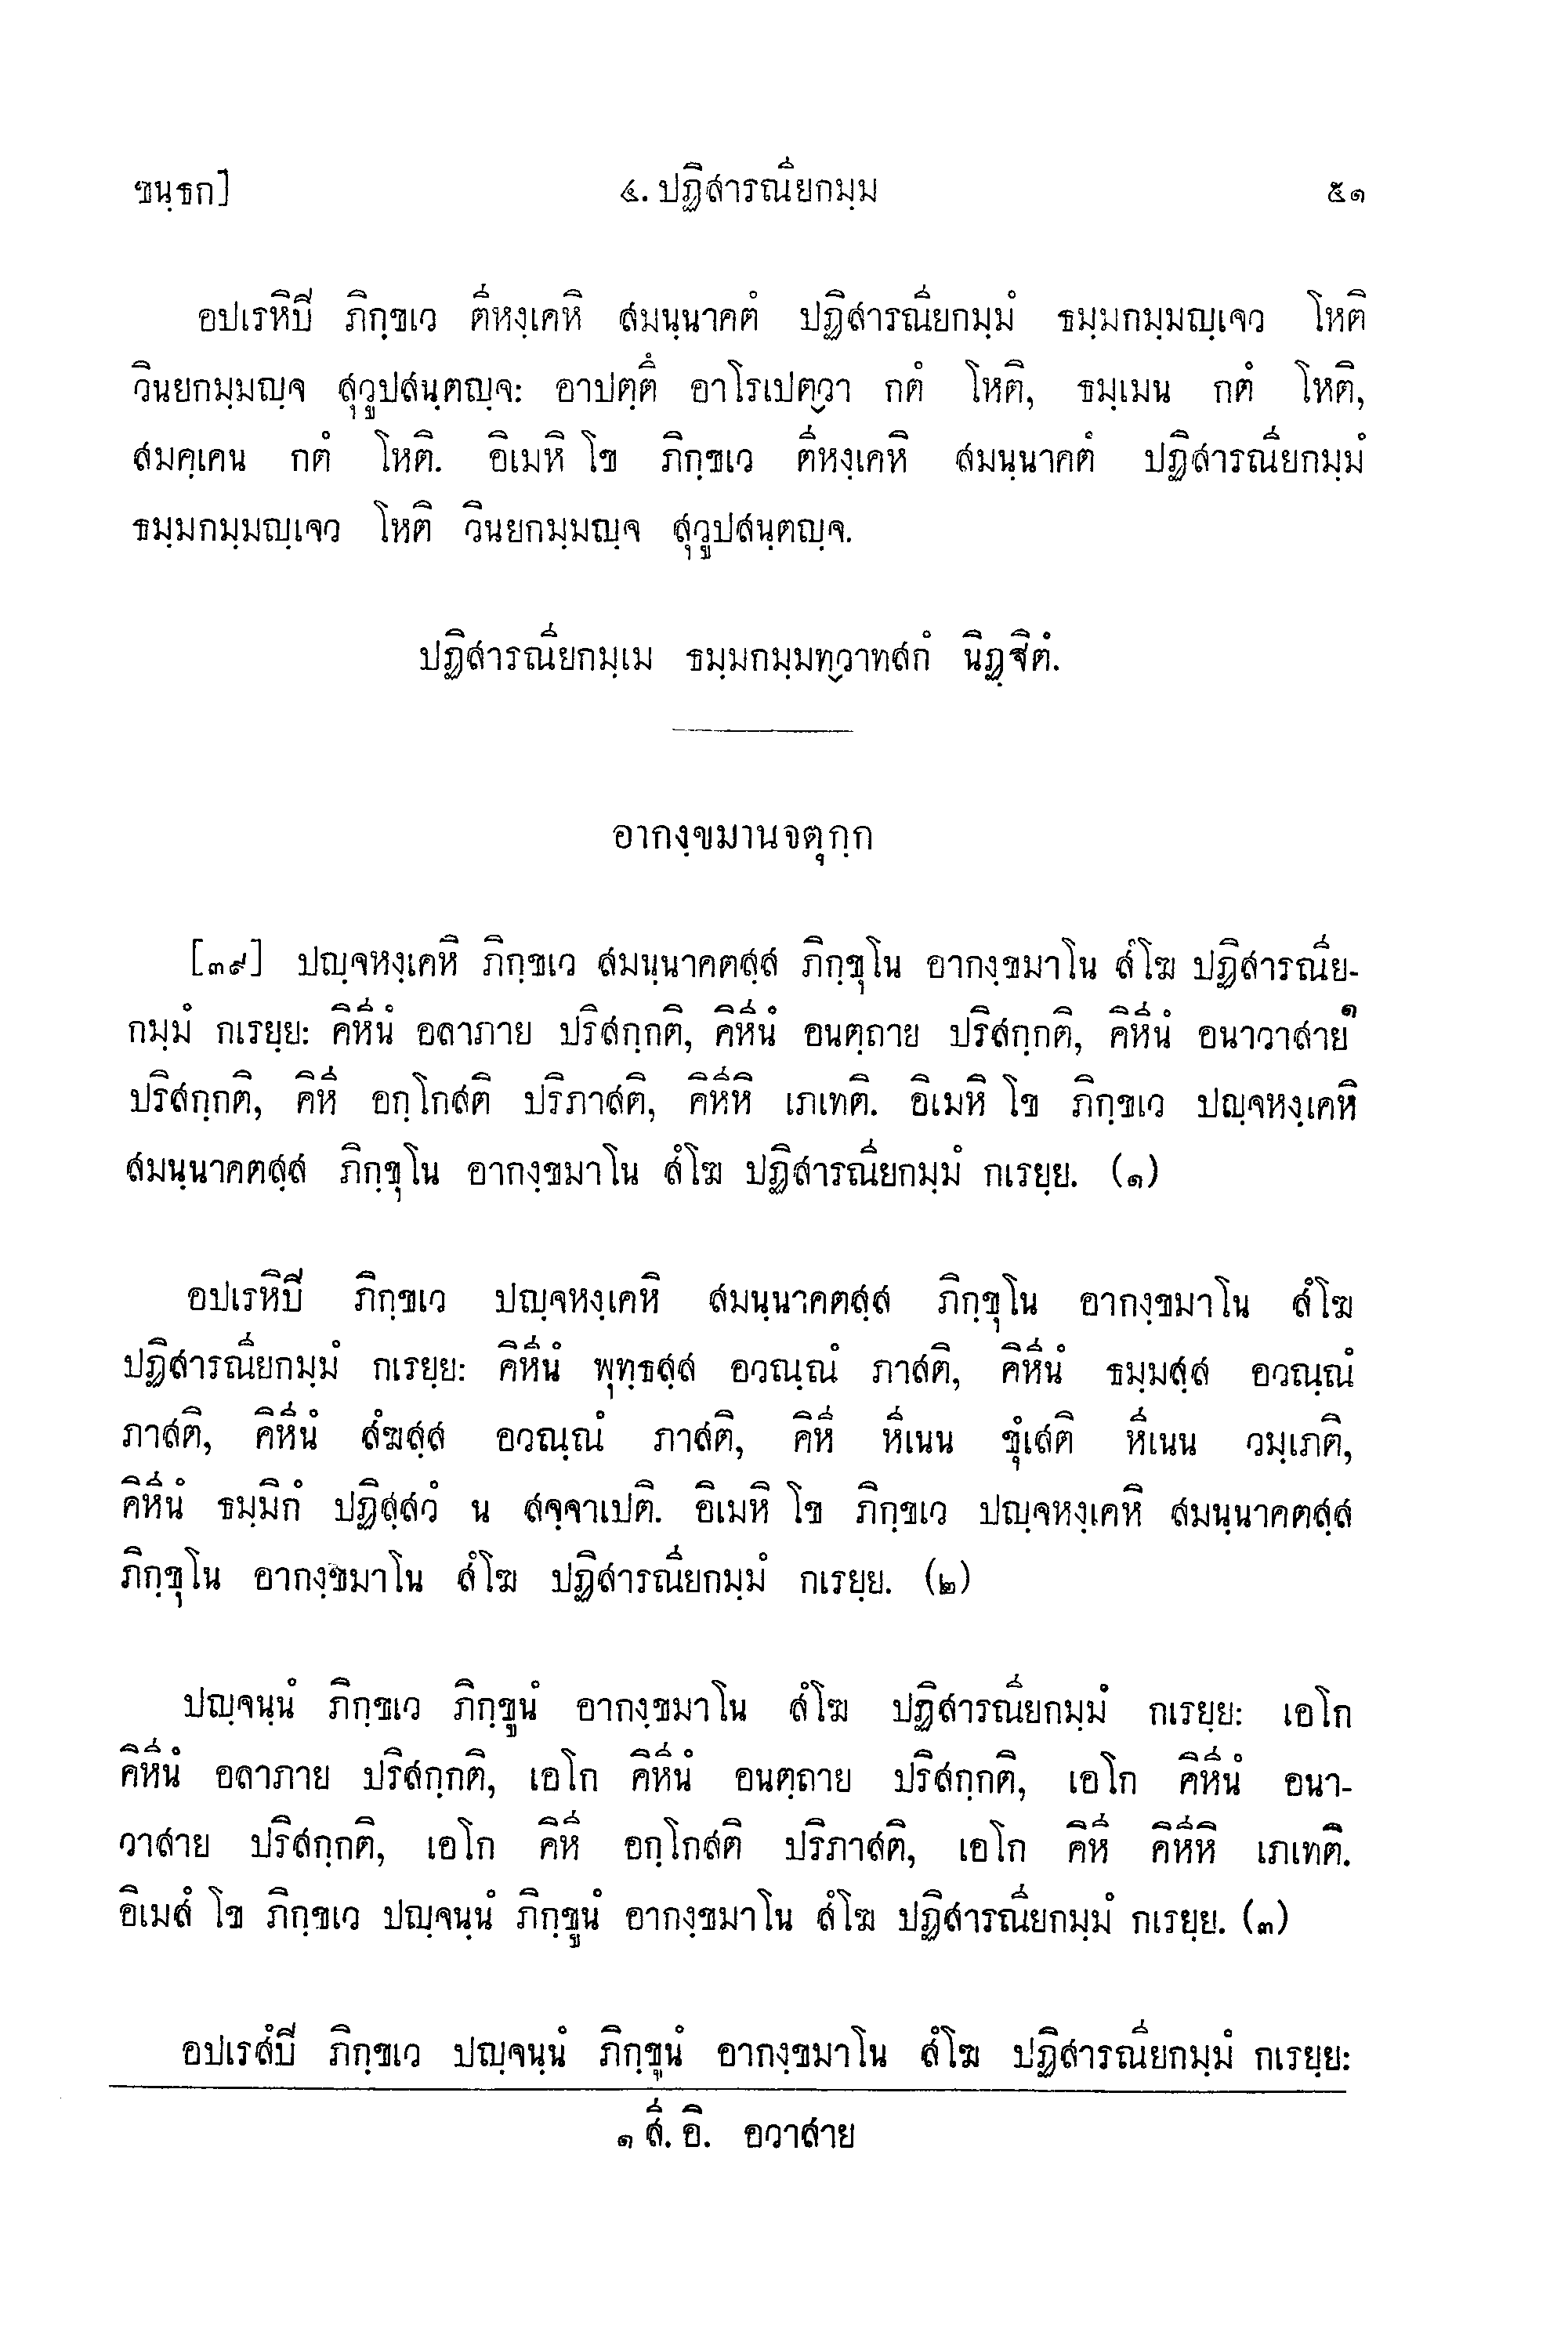 ขนฺธก] ๔. ปฏิสารณียกมฺม ๕๑
อปเรหิปิ ภิกฺขเว ตีหงฺเคหิ สมนฺนาคตํ ปฏิสารณียกมฺมํ ธมฺมกมฺมญฺเจว โหติ
วินยกมฺมญฺจ สุวูปสนฺตญฺจ: อาปตฺตึ อาโรเปตฺวา กตํ โหติ, ธมฺเมน กตํ โหติ,
สมคฺเคน กตํ โหติ. อิเมหิ โข ภิกฺขเว ตีหงฺเคหิ สมนฺนาคตํ ปฏิสารณียกมฺมํ
ธมฺมกมฺมญฺเจว โหติ วินยกมฺมญฺจ สุวูปสนฺตญฺจ.
ปฏิสารณียกมฺเม ธมฺมกมฺมทฺวาทสกํ นิฏฺฐิตํ.
อากงฺขมานจตุกฺก
[๓๙] ปญฺจหงฺเคหิ ภิกฺขเว สมนฺนาคตสฺส ภิกฺขุโน อากงฺขมาโน สํโฆ ปฏิสารณีย-
กมฺมํ กเรยฺย: คิหีนํ อลาภาย ปริสกฺกติ, คิหีนํ อนตฺถาย ปริสกฺกติ, คิหีนํ อนาวาสาย๑
ปริสกฺกติ, คิหี อกฺโกสติ ปริภาสติ, คิหีหิ เภเทติ. อิเมหิ โข ภิกฺขเว ปญฺจหงฺเคหิ
สมนฺนาคตสฺส ภิกฺขุโน อากงฺขมาโน สํโฆ ปฏิสารณียกมฺมํ กเรยฺย. (๑)
อปเรหิปิ ภิกฺขเว ปญฺจหงฺเคหิ สมนฺนาคตสฺส ภิกฺขุโน อากงฺขมาโน สํโฆ
ปฏิสารณียกมฺมํ กเรยฺย: คิหีนํ พุทฺธสฺส อวณฺณํ ภาสติ, คิหีนํ ธมฺมสฺส อวณฺณํ
ภาสติ, คิหีนํ สํฆสฺส อวณฺณํ ภาสติ, คิหี หีเนน ขุํเสติ หีเนน วมฺเภติ,
คิหีนํ ธมฺมิกํ ปฏิสฺสวํ น สจฺจาเปติ. อิเมหิ โข ภิกฺขเว ปญฺจหงฺเคหิ สมนฺนาคตสฺส
ภิกฺขุโน อากงฺขมาโน สํโฆ ปฏิสารณียกมฺมํ กเรยฺย. (๒)
ปญฺจนฺนํ ภิกฺขเว ภิกฺขูนํ อากงฺขมาโน สํโฆ ปฏิสารณียกมฺมํ กเรยฺย: เอโก
คิหีนํ อลาภาย ปริสกฺกติ, เอโก คิหีนํ อนตฺถาย ปริสกฺกติ, เอโก คิหีนํ อนา-
วาสาย ปริสกฺกติ, เอโก คิหี อกฺโกสติ ปริภาสติ, เอโก คิหี คิหีหิ เภเทติ.
อิเมสํ โข ภิกฺขเว ปญฺจนฺนํ ภิกฺขูนํ อากงฺขมาโน สํโฆ ปฏิสารณียกมฺมํ กเรยฺย. (๓)
อปเรสํปิ ภิกฺขเว ปญฺจนฺนํ ภิกฺขูนํ อากงฺขมาโน สํโฆ ปฏิสารณียกมฺมํ กเรยฺย:
๑ สี. อิ. อวาสาย